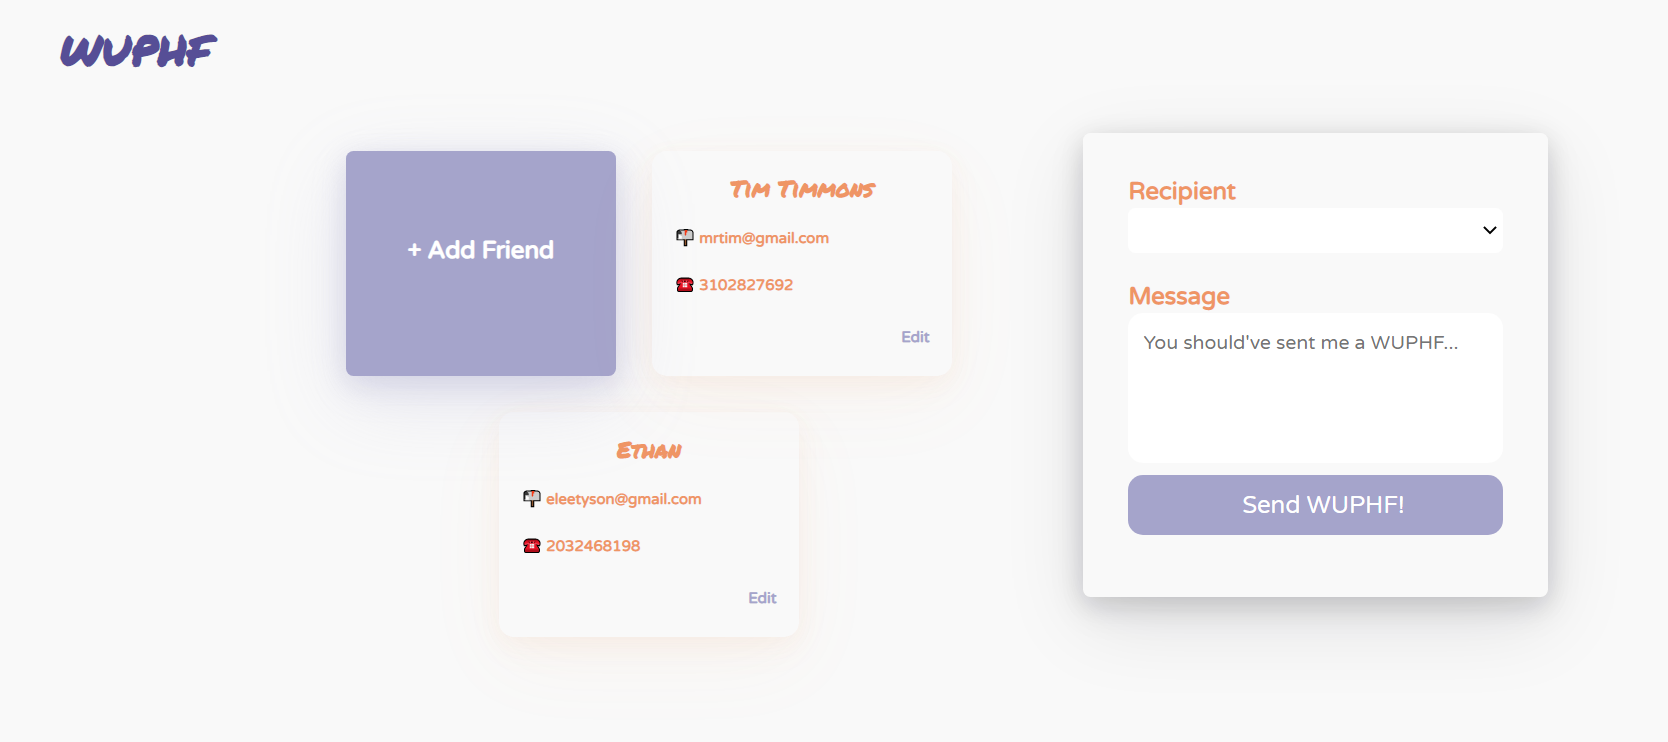 WUPHF
+ Add Friend
Tim Timmons
mrtim@gmail.com
3102827692
Edit
Ethan
eleetyson@gmail.com
2032468198
Edit
Recipient
Message
You should've sent me a WUPHF...
Send WUPHF!